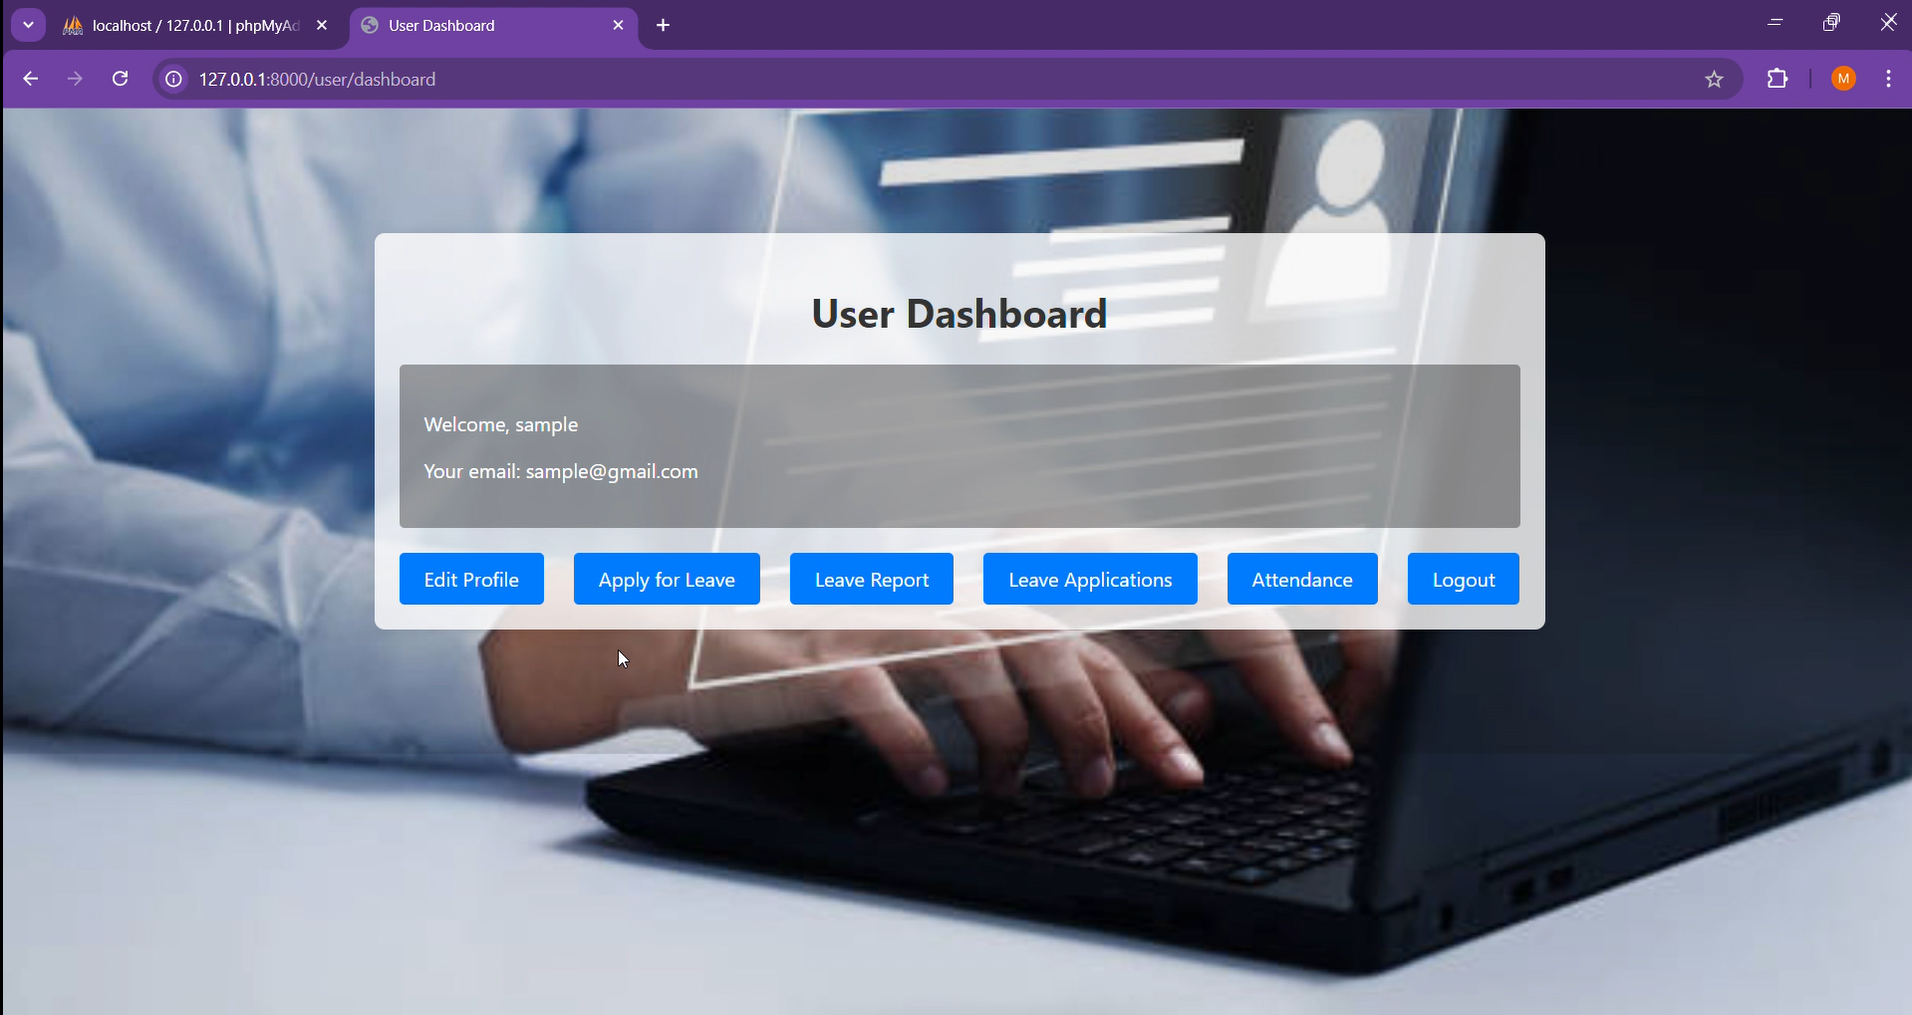 localhost / 127.0.0.1 | phpMyAd
User Dashboard
127.0.0.1:8000/user/dashboard
M
User Dashboard
Welcome, sample
Your email: sample@gmail.com
Edit Profile
Apply for Leave
Leave Report
Leave Applications
Attendance
Logout